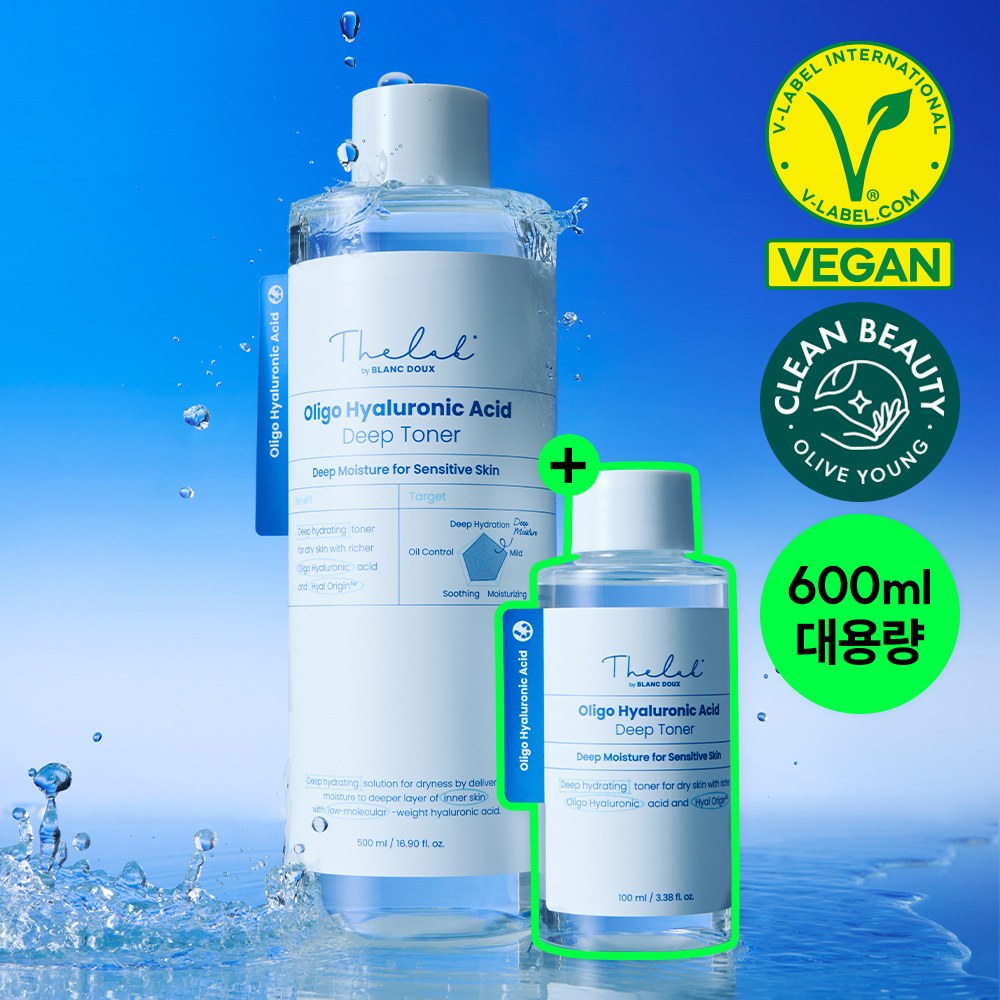 V-LABEL INTERNATIONAL
V-LABEL.COM
®
VEGAN
CLEAN BEAUTY
OLIVE YOUNG
600ml
대용량
Oligo Hyaluronic Acid
Thelab
by BLANC DOUX
Oligo Hyaluronic Acid
Deep Toner
Deep Moisture for Sensitive Skin
Benefit
Target
Deep hydrating toner
for dry skin with richer
Oligo Hyaluronic acid
and Hyal Origin™
Deep Hydration
Deep
Moisture
Oil Control
Mild
Soothing
Moisturizing
Deep hydrating solution for dryness by deliver
moisture to deeper layer of inner skin
with low-molecular-weight hyaluronic acid.
500 ml / 16.90 fl. oz.
+
Oligo Hyaluronic Acid
Thelab
by BLANC DOUX
Oligo Hyaluronic Acid
Deep Toner
Deep Moisture for Sensitive Skin
Deep hydrating toner for dry skin with riche
Oligo Hyaluronic acid and Hyal Origin
100 ml / 3.38 fl. oz.